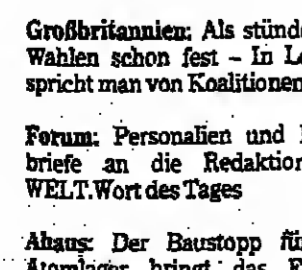 Großbritannien: Als stünde
Wahlen schon fest – In L
spricht man von Koalitionen
Forum: Personalien und
briefe an die Redaktion
WELT.Wort des Tages
Ahaus: Der Baustopp fü
Atomlager bringt das